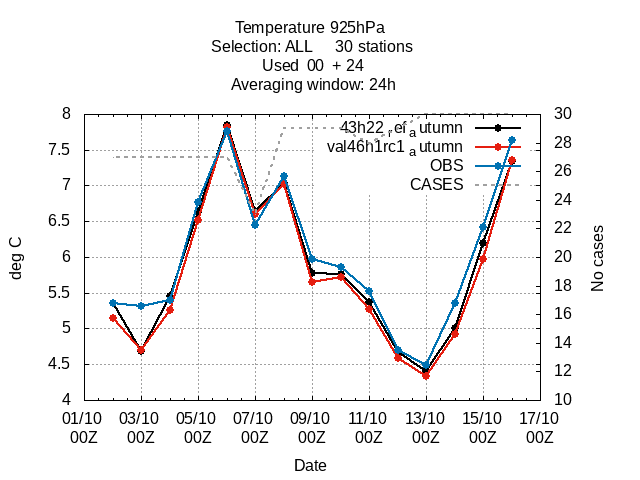 Temperature 925hPa
Selection: ALL 30 stations
Used 00 + 24
Averaging window: 24h
8
7.5
7
6.5
6
5.5
5
4.5
4
30
28
26
24
22
20
18
16
14
12
10
deg C
No cases
43h22_ref_autumn
val46h1rc1_autumn
OBS
CASES
01/10 03/10 05/10 07/10 09/10 11/10 13/10 15/10 17/10
00Z 00Z 00Z 00Z 00Z 00Z 00Z 00Z 00Z
Date